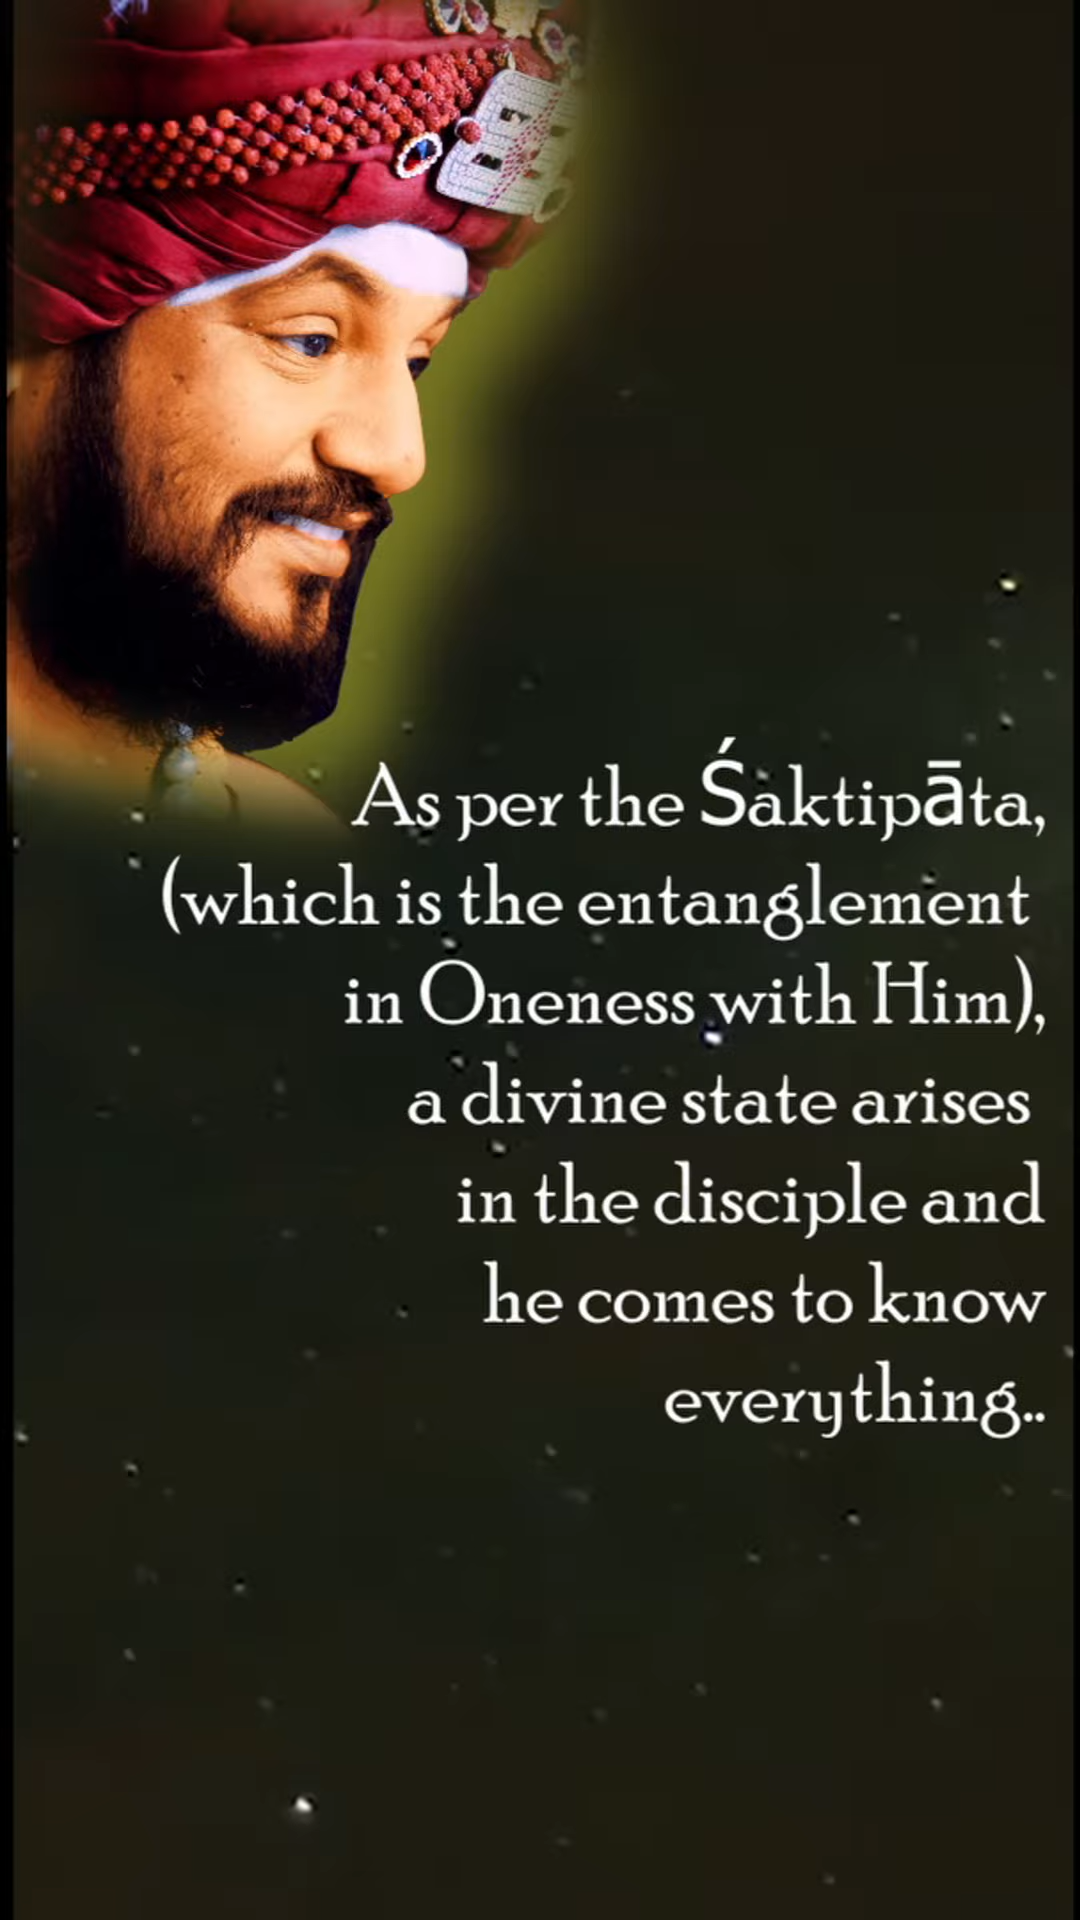 As per the Śaktipāta,
(which is the entanglement
in Oneness with Him),
a divine state arises
in the disciple and
he comes to know
everything..